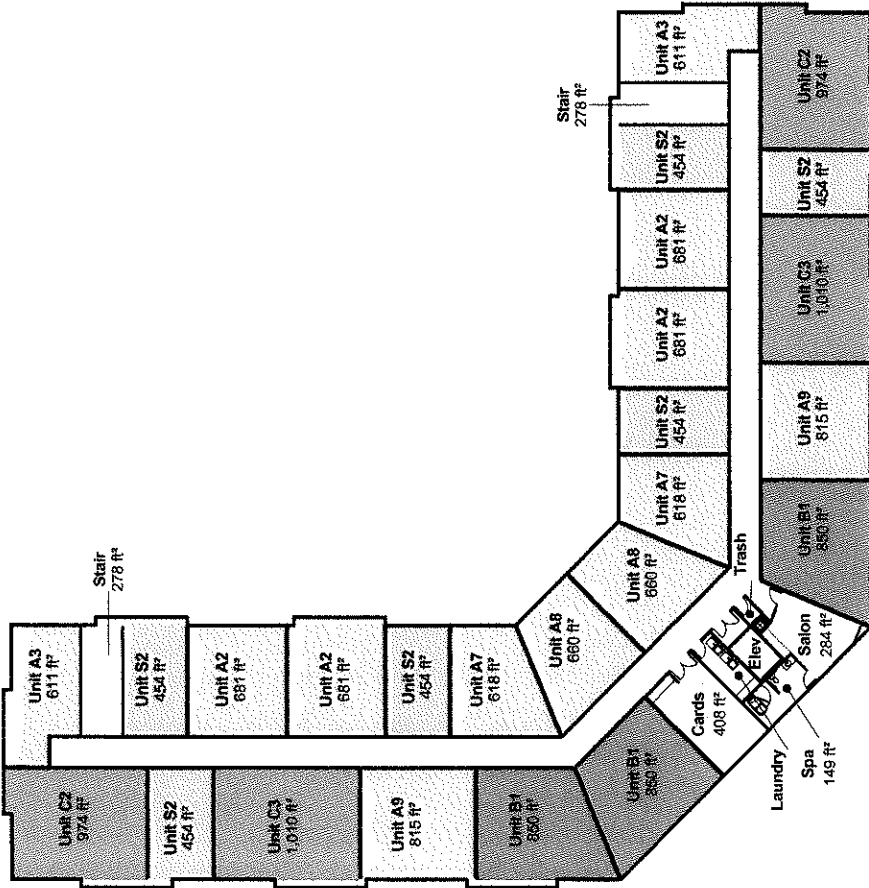 Unit A3
611 ft²
Stair
278 ft²
Unit S2
454 ft²
Unit A2
681 ft²
Unit A2
681 ft²
Unit S2
454 ft²
Unit A7
618 ft²
Unit A8
660 ft²
Unit A8
660 ft²
Unit C2
974 ft²
Unit S2
454 ft²
Unit C3
1,010 ft²
Unit A9
815 ft²
Unit B1
850 ft²
Trash
Elev
Salon
284 ft²
Spa
149 ft²
Laundry
Cards
408 ft²
Unit B1
Unit B1
850 ft²
Unit A9
815 ft²
Unit C3
1,010 ft²
Unit S2
454 ft²
Unit C2
974 ft²
Unit A3
611 ft²
Stair
278 ft²
Unit S2
454 ft²
Unit A2
681 ft²
Unit A2
681 ft²
Unit S2
454 ft²
Unit A7
618 ft²